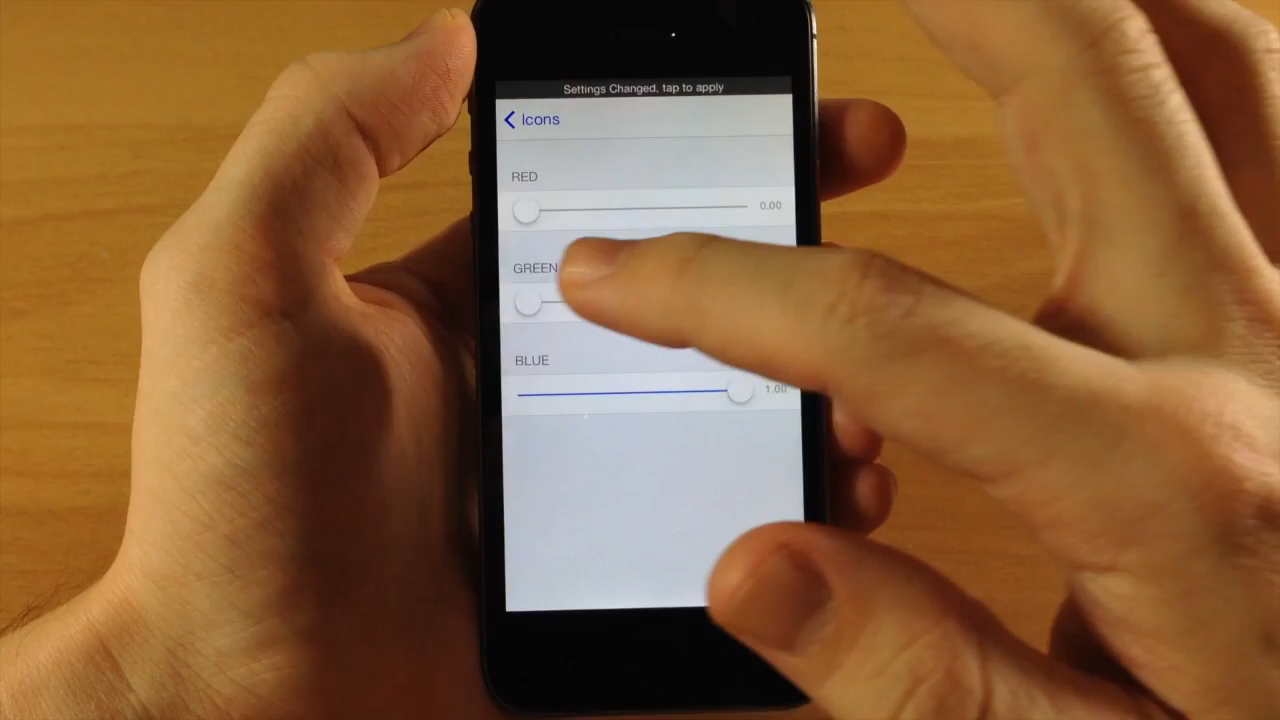 Settings Changed, tap to apply
Icons
RED
0.00
GREEN
BLUE
1.00